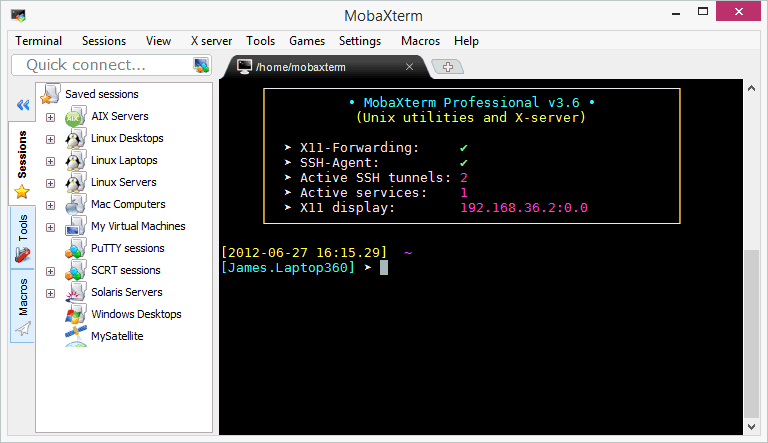 MobaXterm
Terminal Sessions View X server Tools Games Settings Macros Help
Quick connect...
/home/mobaxterm
Sessions
Tools
Macros
Saved sessions
AIX Servers
Linux Desktops
Linux Laptops
Linux Servers
Mac Computers
My Virtual Machines
PuTTY sessions
SCRT sessions
Solaris Servers
Windows Desktops
MySatellite
• MobaXterm Professional v3.6 •
(Unix utilities and X-server)
➤ X11-Forwarding: ✔
➤ SSH-Agent: ✔
➤ Active SSH tunnels: 2
➤ Active services: 1
➤ X11 display: 192.168.36.2:0.0
[2012-06-27 16:15.29] ~
[James.Laptop360] ➤